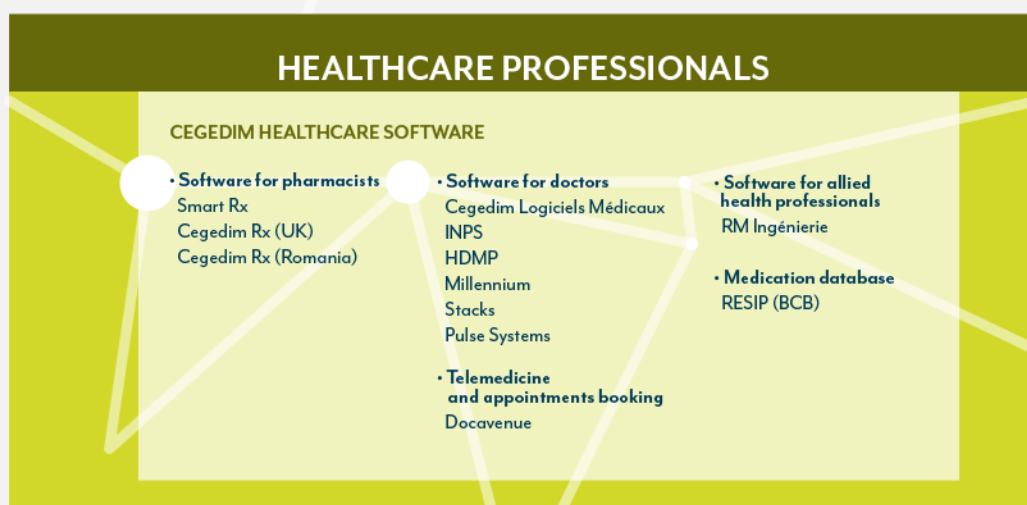 HEALTHCARE PROFESSIONALS
CEGEDIM HEALTHCARE SOFTWARE
• Software for pharmacists
Smart Rx
Cegedim Rx (UK)
Cegedim Rx (Romania)
• Software for doctors
Cegedim Logiciels Médicaux
INPS
HDMP
Millennium
Stacks
Pulse Systems
• Telemedicine
and appointments booking
Docavenue
• Software for allied
health professionals
RM Ingénierie
• Medication database
RESIP (BCB)